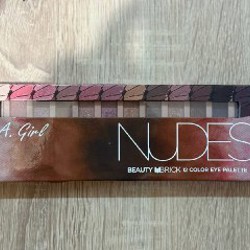 L.A. Girl
NUDES
BEAUTY BRICK 12 COLOR EYE PALETTE